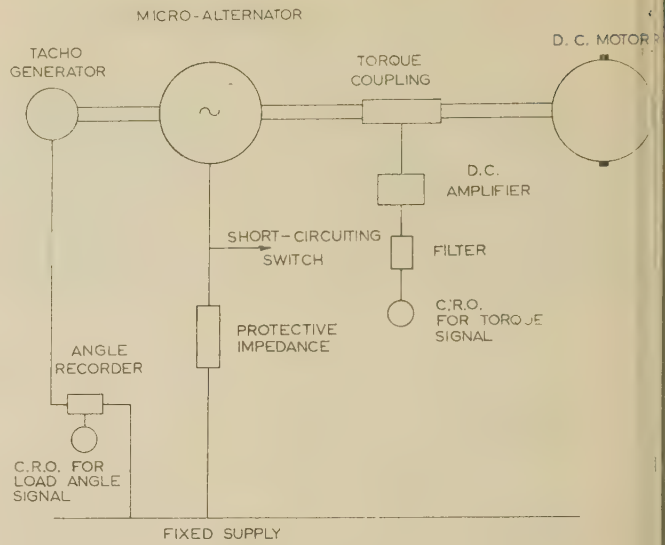 MICRO-ALTERNATOR
TACHO
GENERATOR
TORQUE
COUPLING
D. C. MOTOR
D.C.
AMPLIFIER
SHORT-CIRCUITING
SWITCH
FILTER
C.R.O.
FOR TORQUE
SIGNAL
PROTECTIVE
IMPEDANCE
ANGLE
RECORDER
C.R.O. FOR
LOAD ANGLE
SIGNAL
FIXED SUPPLY